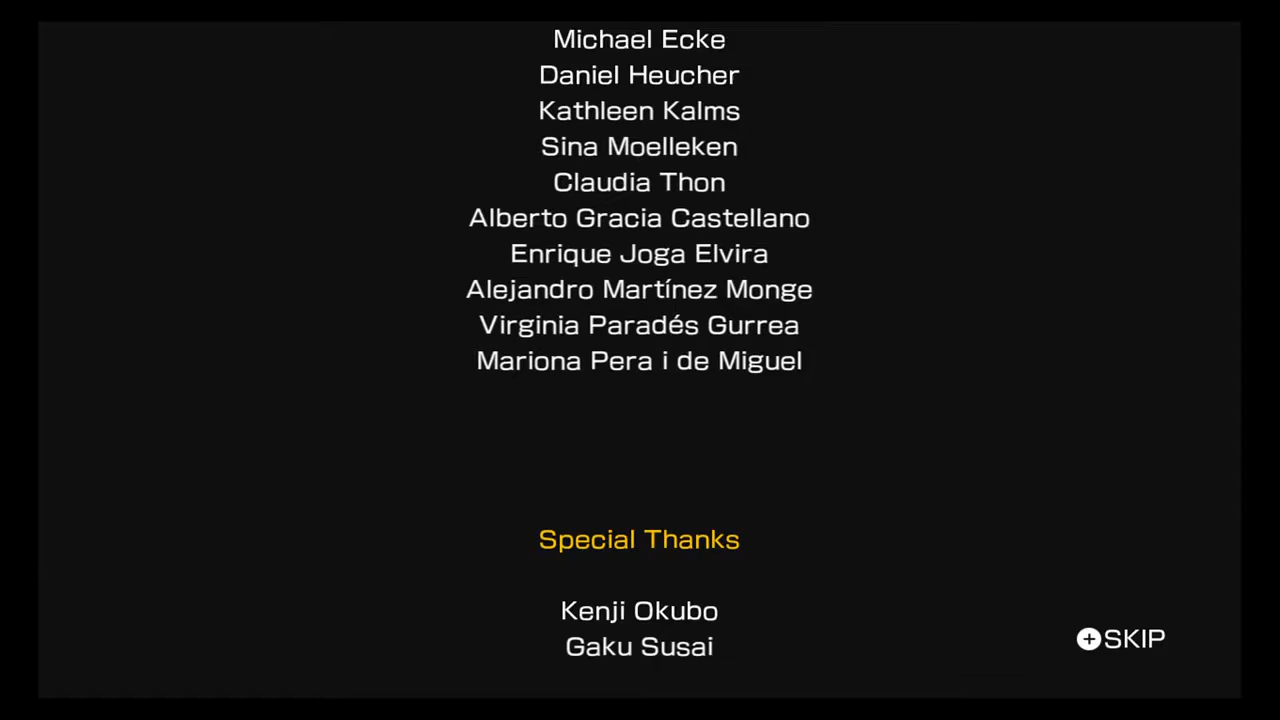 Michael Ecke
Daniel Heucher
Kathleen Kalms
Sina Moelleken
Claudia Thon
Alberto Gracia Castellano
Enrique Joga Elvira
Alejandro Martínez Monge
Virginia Paradés Gurrea
Mariona Pera i de Miguel
Special Thanks
Kenji Okubo
Gaku Susai
+SKIP